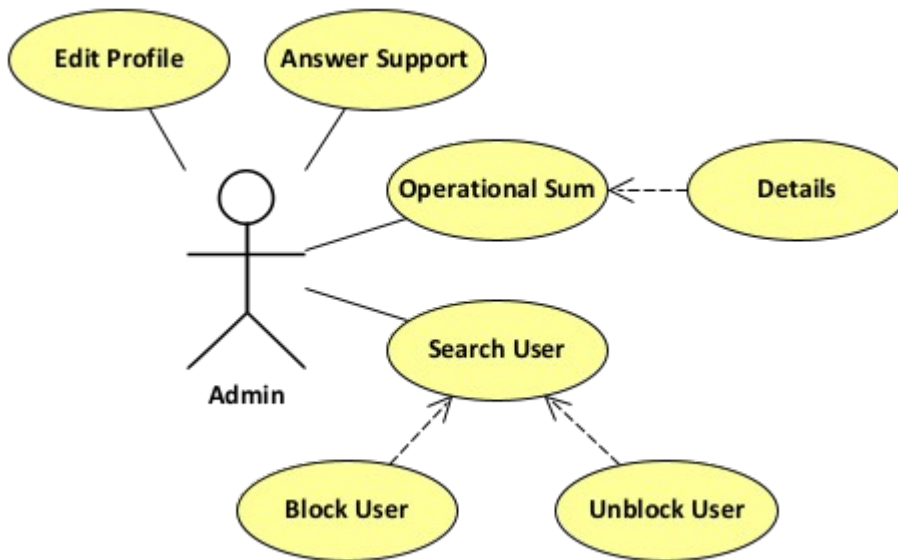 Edit Profile
Answer Support
Operational Sum
Details
Search User
Admin
Block User
Unblock User